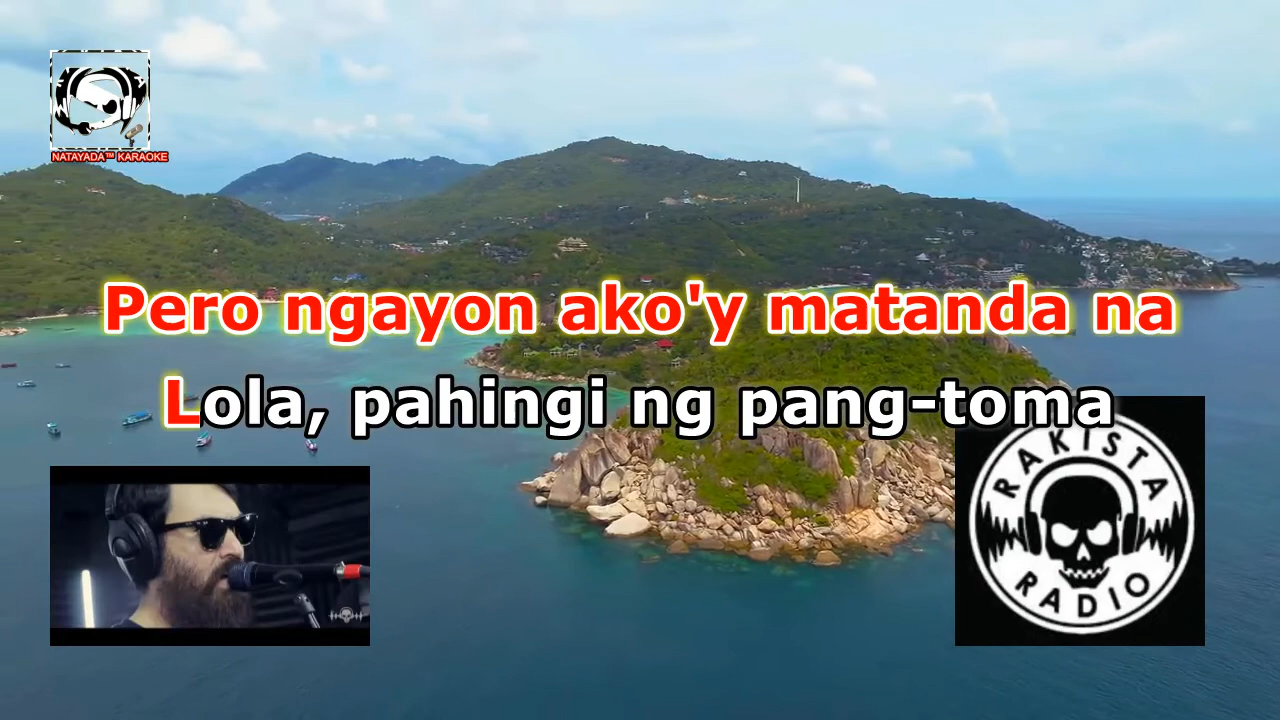 NATAYADA™ KARAOKE
Pero ngayon ako'y matanda na
Lola, pahingi ng pang-toma
RAKISTA
RADIO